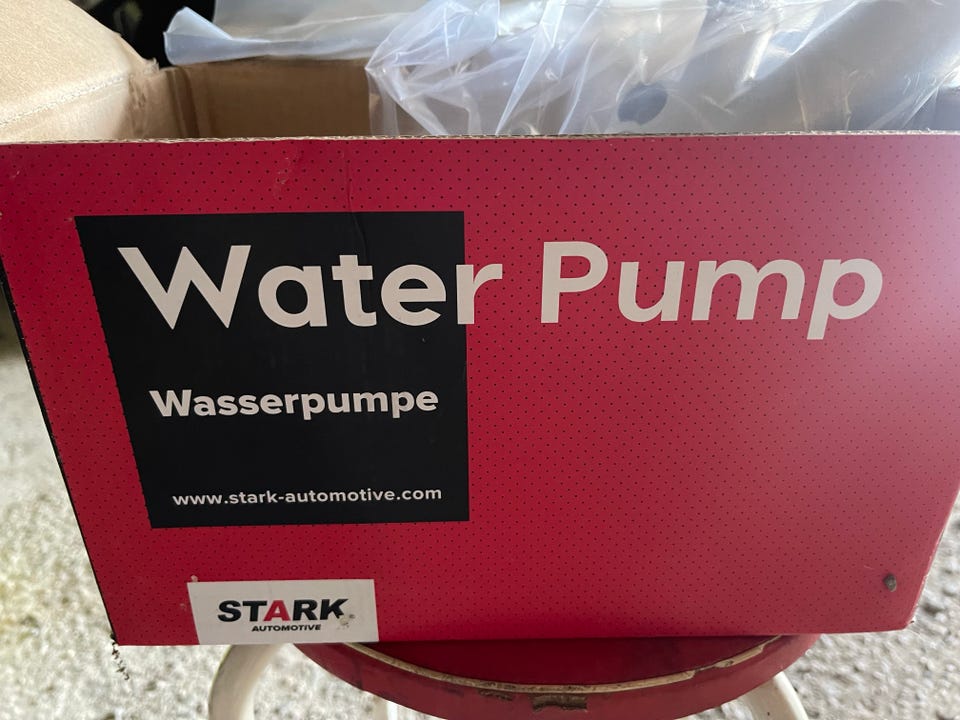 Water Pump
Wasserpumpe
www.stark-automotive.com
STARK
AUTOMOTIVE